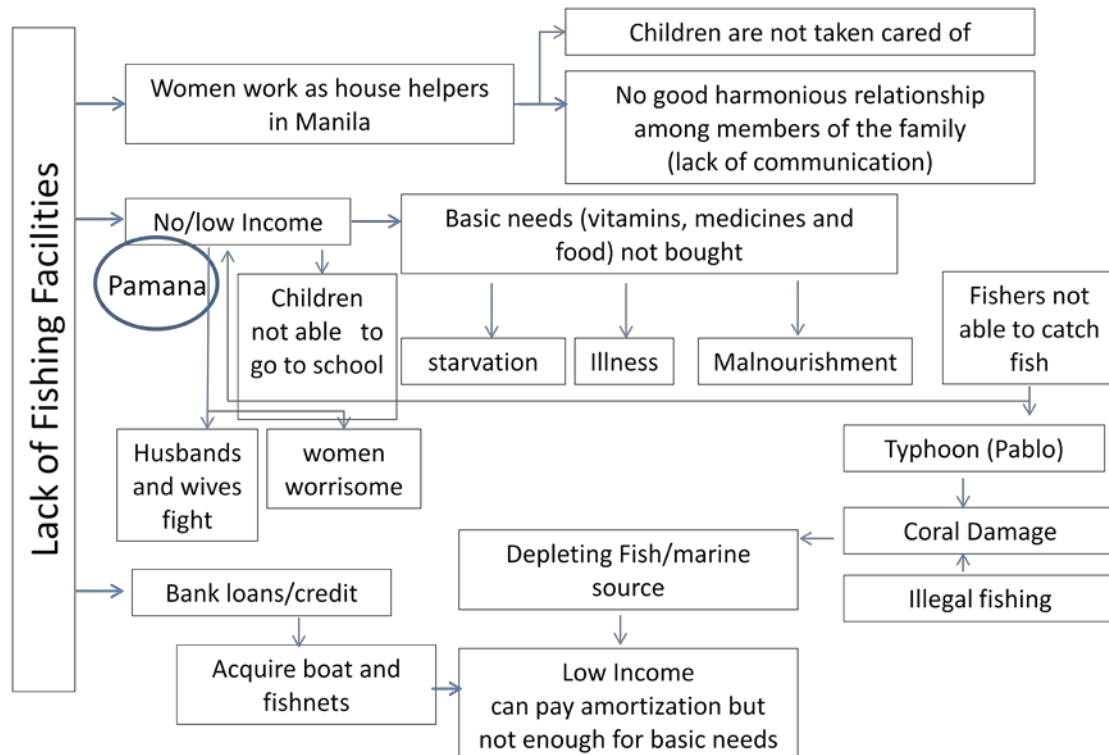 Lack of Fishing Facilities
Women work as house helpers
in Manila
Children are not taken cared of
No good harmonious relationship
among members of the family
(lack of communication)
No/low Income
Basic needs (vitamins, medicines and
food) not bought
Pamana
Children
not able to
go to school
starvation
Illness
Malnourishment
Fishers not
able to catch
fish
Husbands
and wives
fight
women
worrisome
Typhoon (Pablo)
Coral Damage
Illegal fishing
Depleting Fish/marine
source
Bank loans/credit
Acquire boat and
fishnets
Low Income
can pay amortization but
not enough for basic needs